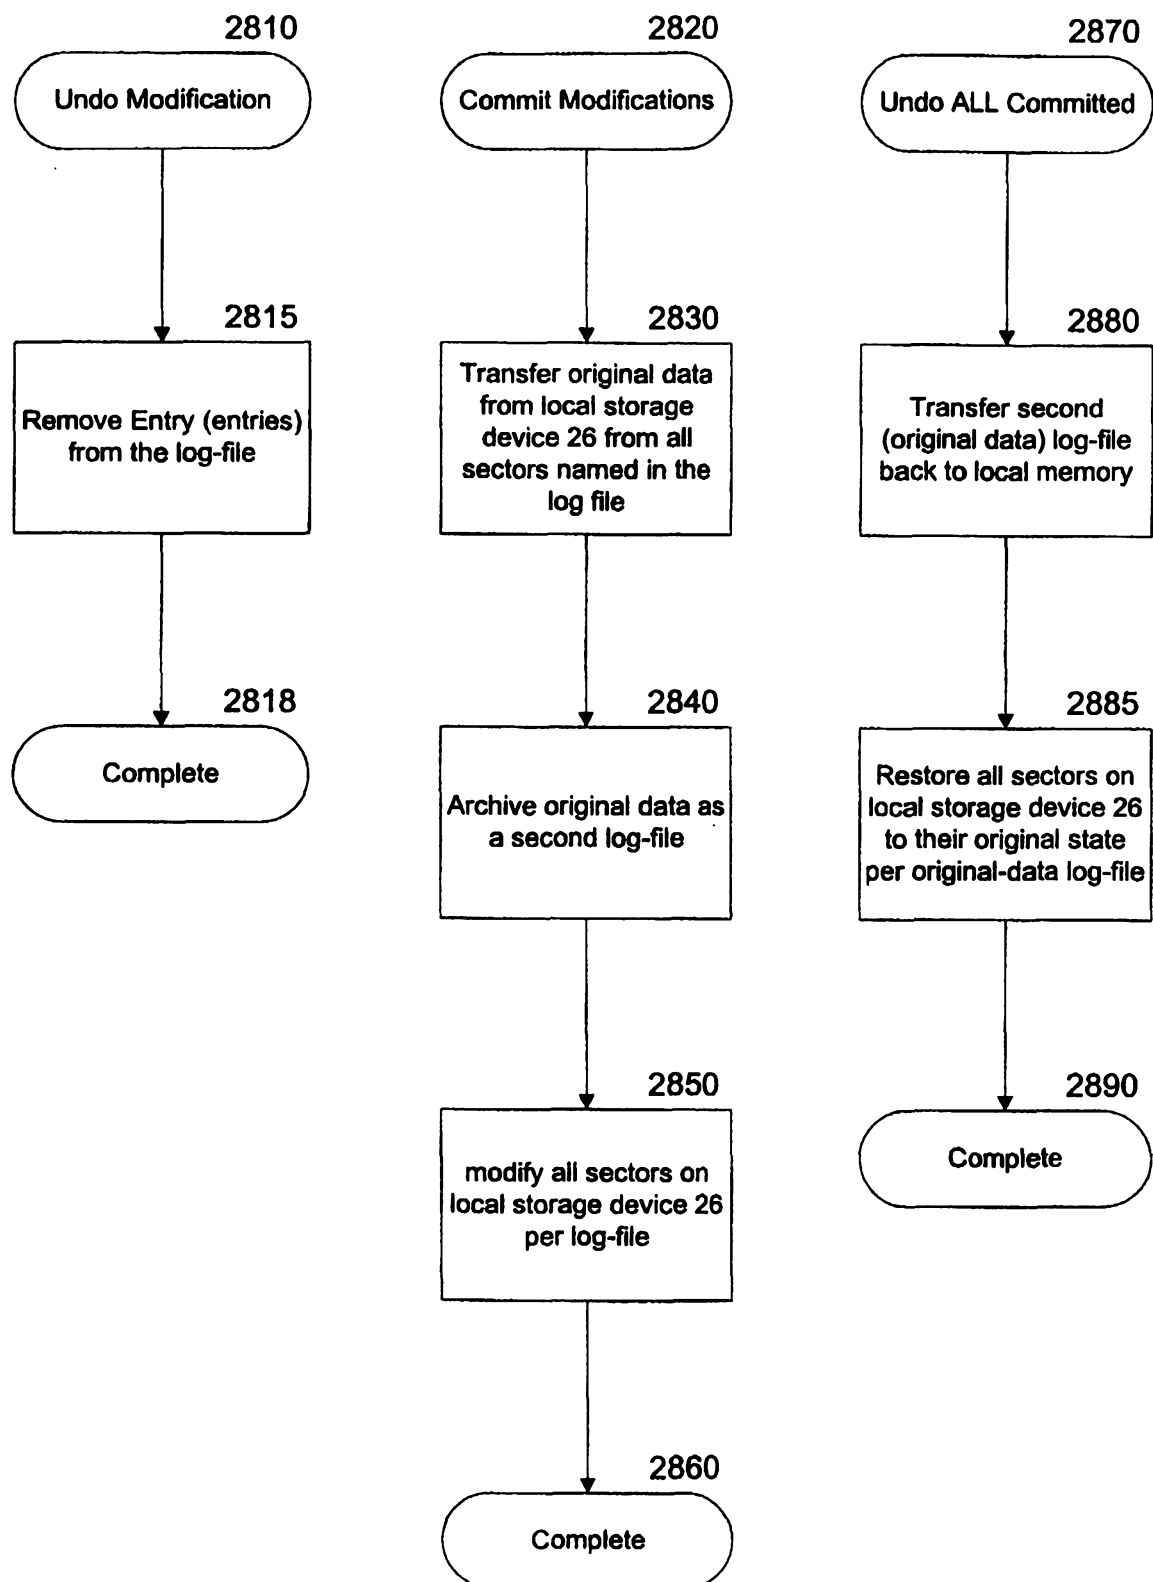 2810
Undo Modification
2815
Remove Entry (entries)
from the log-file
2818
Complete
2820
Commit Modifications
2830
Transfer original data
from local storage
device 26 from all
sectors named in the
log file
2840
Archive original data as
a second log-file
2850
modify all sectors on
local storage device 26
per log-file
2860
Complete
2870
Undo ALL Committed
2880
Transfer second
(original data) log-file
back to local memory
2885
Restore all sectors on
local storage device 26
to their original state
per original-data log-file
2890
Complete